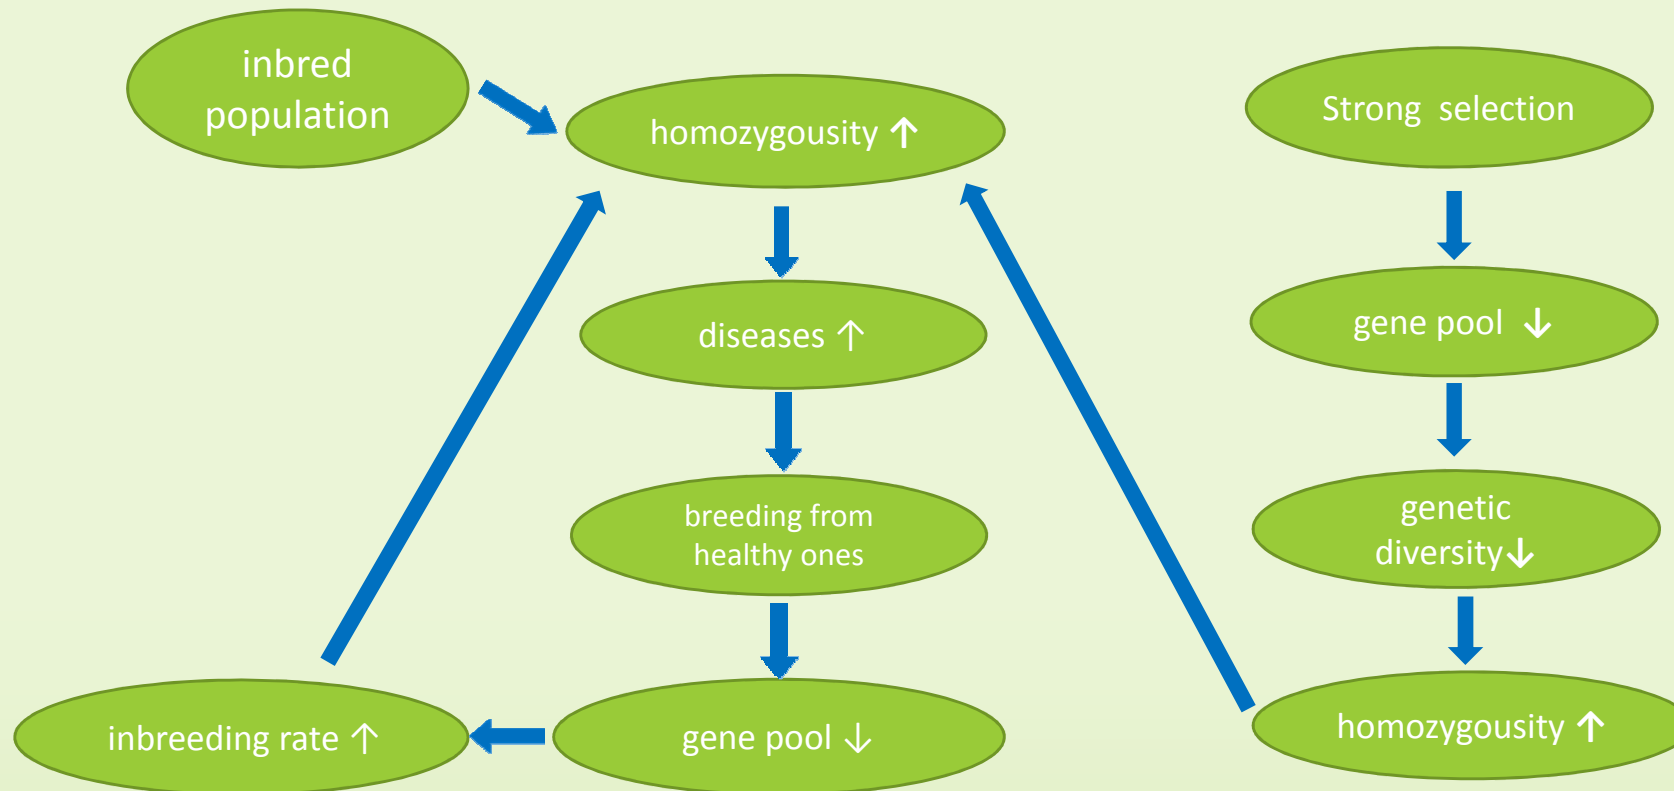 inbred
population
homozygousity ↑
diseases ↑
breeding from
healthy ones
gene pool ↓
inbreeding rate ↑
Strong selection
gene pool ↓
genetic
diversity↓
homozygousity ↑